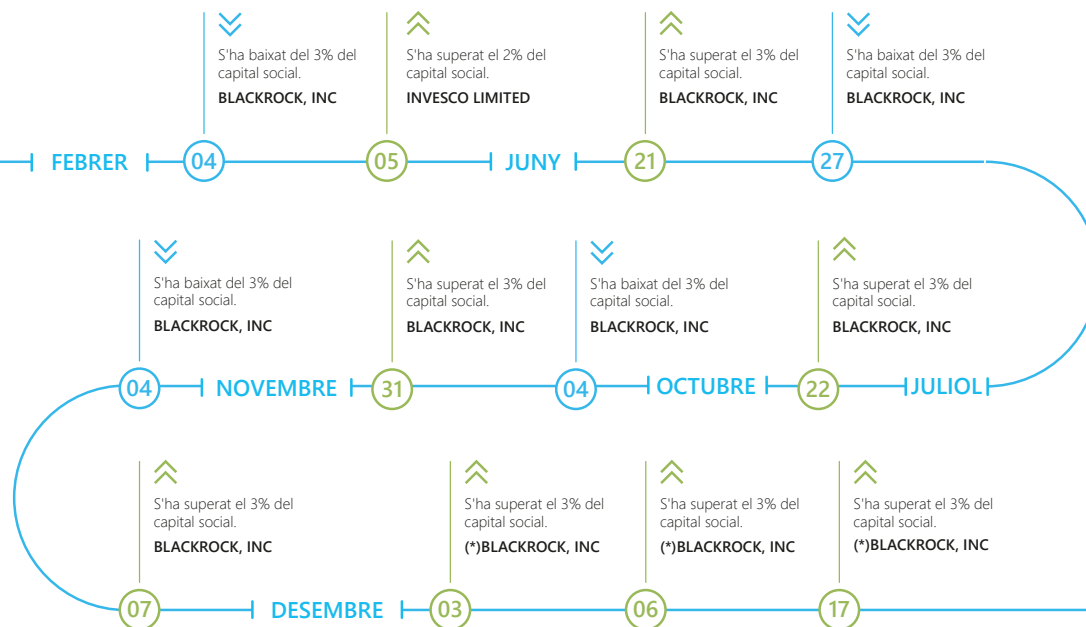 S'ha baixat del 3% del
capital social.
BLACKROCK, INC
S'ha superat el 2% del
capital social.
INVESCO LIMITED
S'ha superat el 3% del
capital social.
BLACKROCK, INC
S'ha baixat del 3% del
capital social.
BLACKROCK, INC
FEBRER
04
05
JUNY
21
27
S'ha baixat del 3% del
capital social.
BLACKROCK, INC
S'ha superat el 3% del
capital social.
BLACKROCK, INC
S'ha baixat del 3% del
capital social.
BLACKROCK, INC
S'ha superat el 3% del
capital social.
BLACKROCK, INC
04
NOVEMBRE
31
04
OCTUBRE
22
JULIOL
S'ha superat el 3% del
capital social.
BLACKROCK, INC
S'ha superat el 3% del
capital social.
(*)BLACKROCK, INC
S'ha superat el 3% del
capital social.
(*)BLACKROCK, INC
S'ha superat el 3% del
capital social.
(*)BLACKROCK, INC
07
DESEMBRE
03
06
17